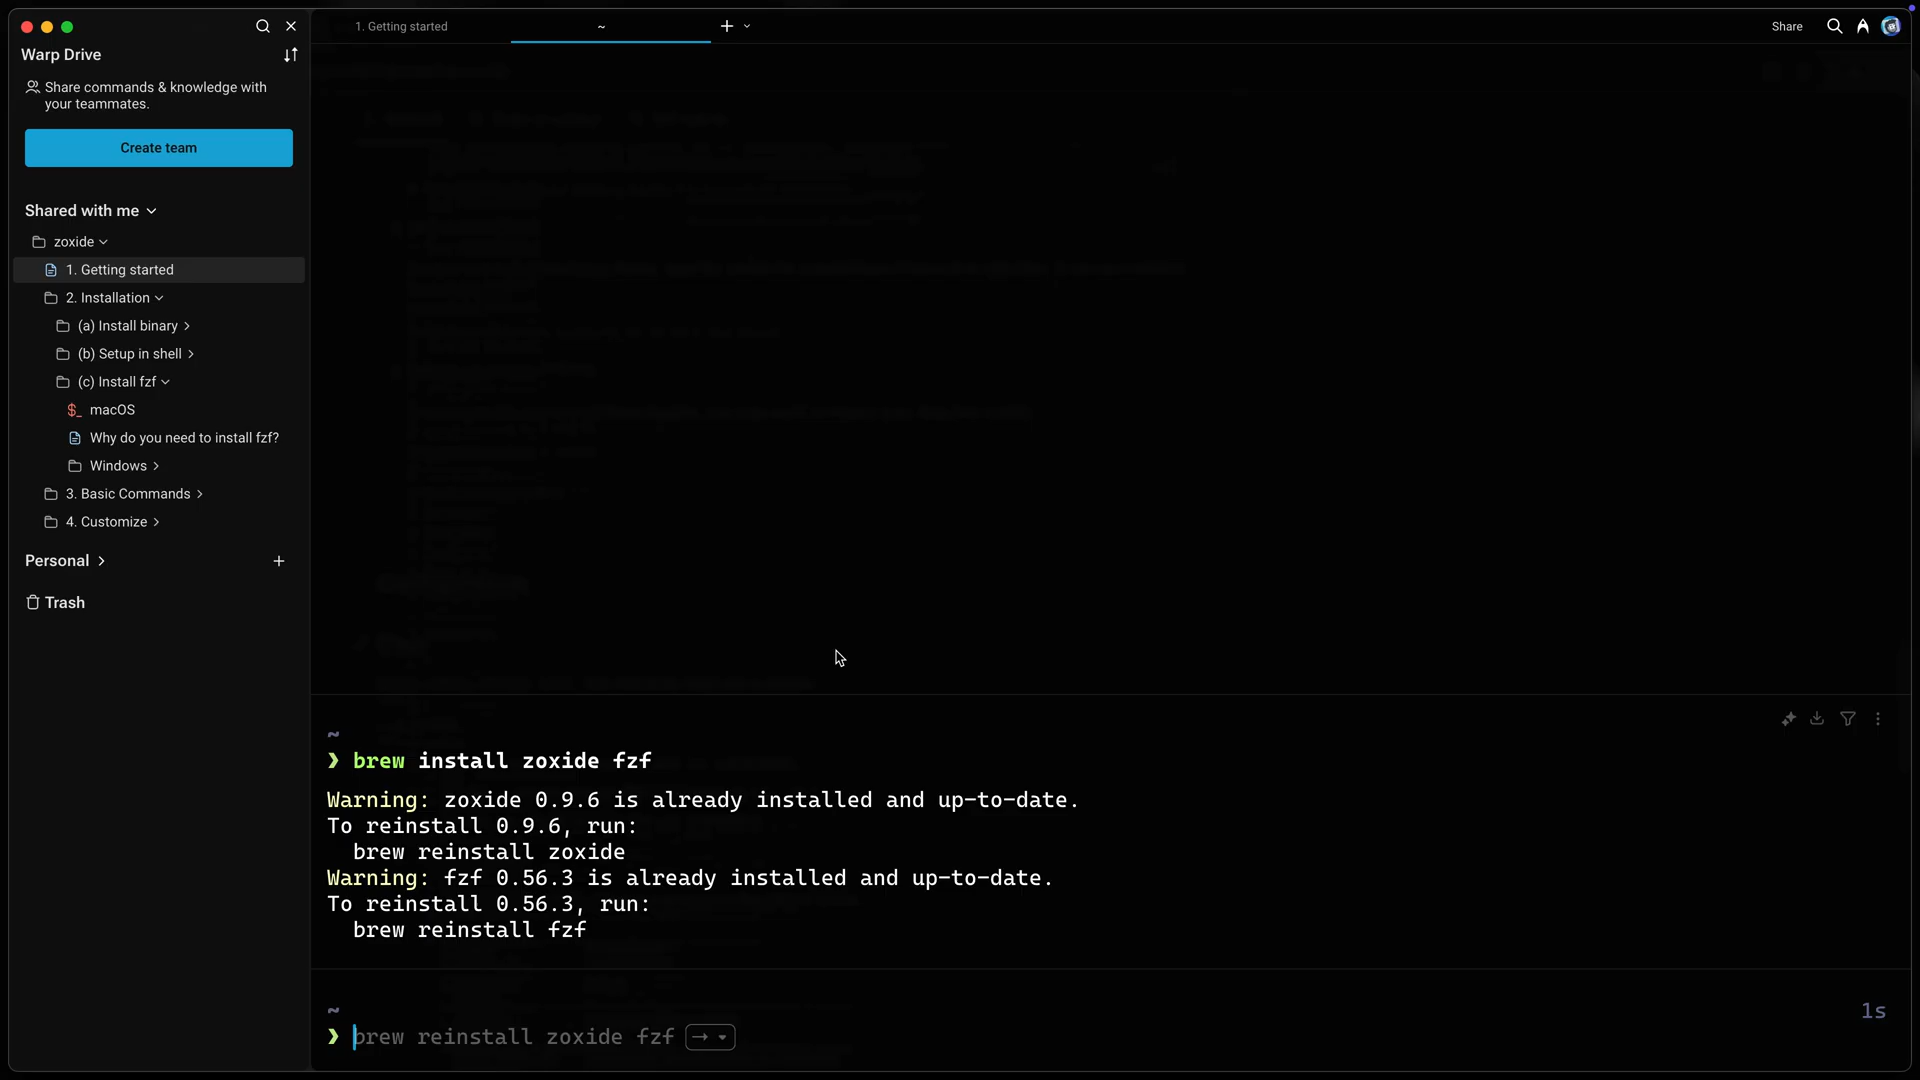 1. Getting started
~
Share
Warp Drive
Share commands & knowledge with
your teammates.
Create team
Shared with me
zoxide
1. Getting started
2. Installation
(a) Install binary
(b) Setup in shell
(c) Install fzf
$_ macOS
Why do you need to install fzf?
Windows
3. Basic Commands
4. Customize
Personal
Trash
~
❯ brew install zoxide fzf
Warning: zoxide 0.9.6 is already installed and up-to-date.
To reinstall 0.9.6, run:
brew reinstall zoxide
Warning: fzf 0.56.3 is already installed and up-to-date.
To reinstall 0.56.3, run:
brew reinstall fzf
~
1s
❯ brew reinstall zoxide fzf